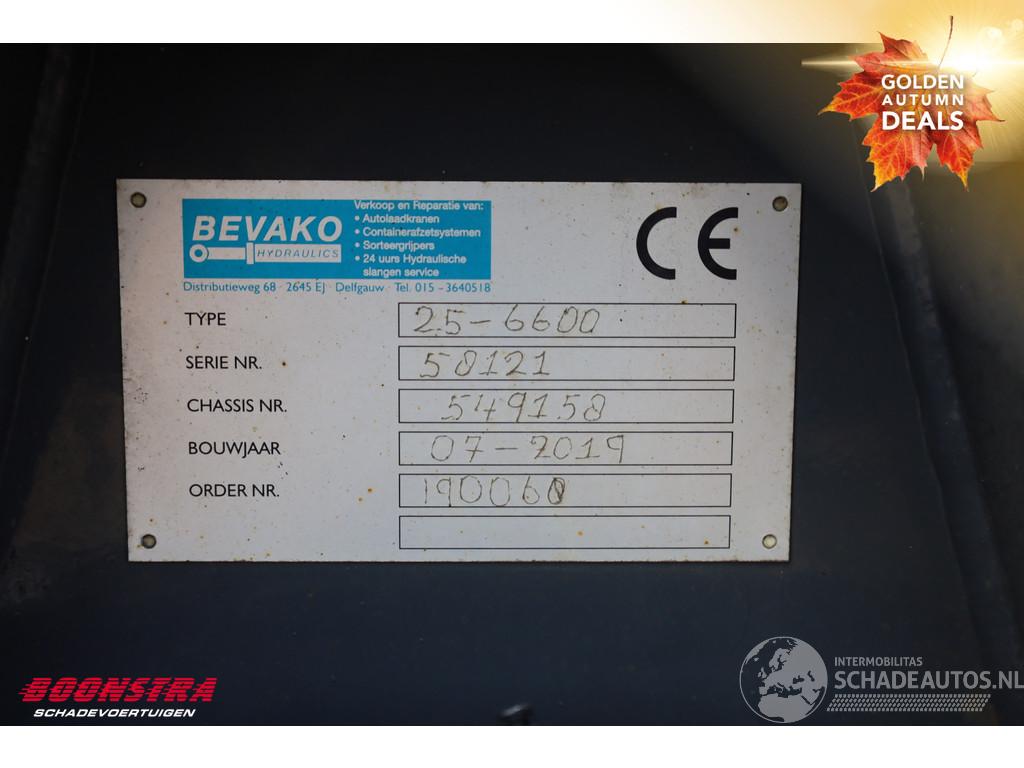 GOLDEN
AUTUMN
DEALS
BEVAKO
HYDRAULICS
Verkoop en Reparatie van:
• Autolaadkranen
• Containerafzetsystemen
• Sorteergrijpers
• 24 uurs Hydraulische
slangen service
CE
Distributieweg 68 · 2645 EJ · Delfgauw · Tel. 015 - 3640518
TYPE 25-6600
SERIE NR. 58121
CHASSIS NR. 549158
BOUWJAAR 07-2019
ORDER NR. 190060
BOONSTRA
SCHADEVOERTUIGEN
INTERMOBILITAS
SCHADEAUTOS.NL